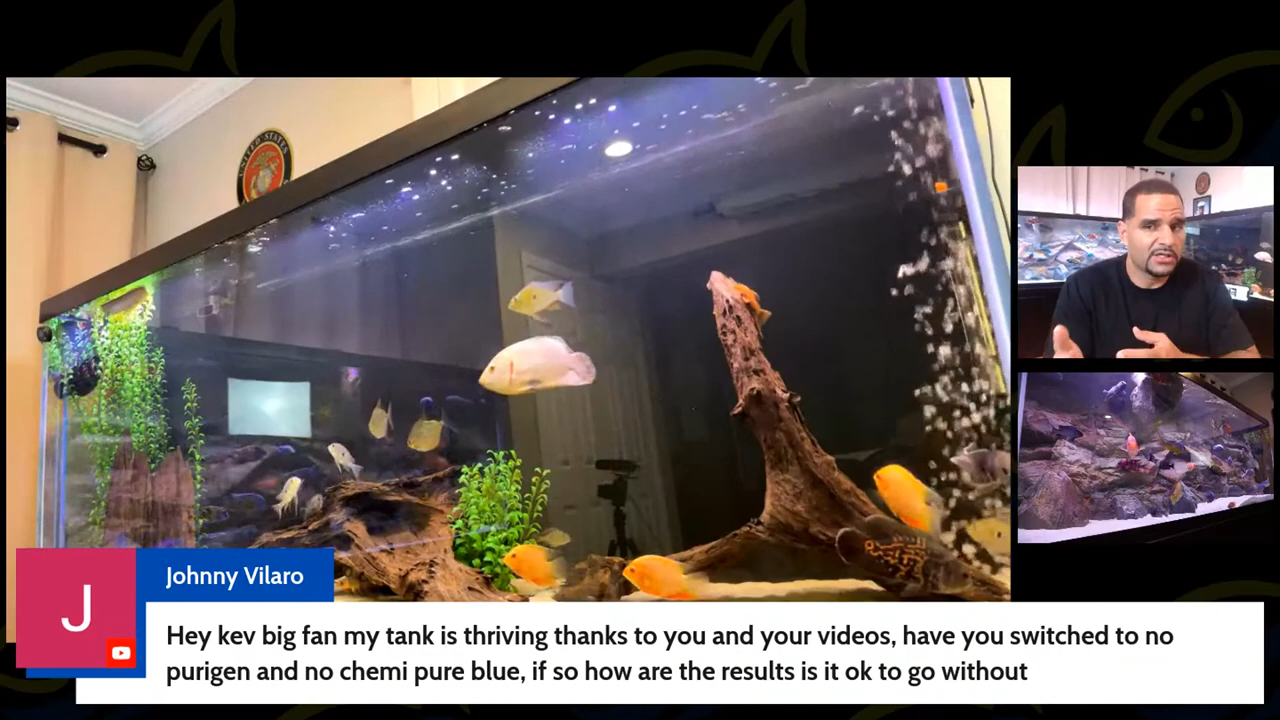 UNITED STATES
J
Johnny Vilaro
Hey kev big fan my tank is thriving thanks to you and your videos, have you switched to no
purigen and no chemi pure blue, if so how are the results is it ok to go without